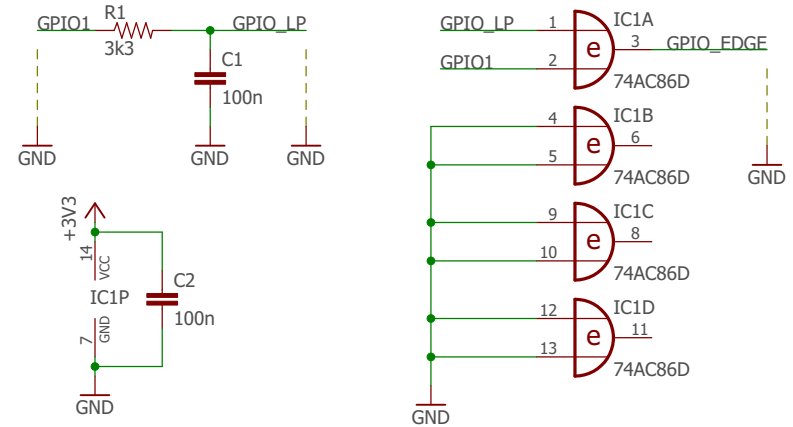 GPIO1
R1
3k3
GPIO_LP
C1
100n
GND
GND
GND
+3V3
14
VCC
IC1P
GND
7
C2
100n
GND
GPIO_LP
1
GPIO1
2
e
3
IC1A
GPIO_EDGE
74AC86D
GND
4
5
e
6
IC1B
74AC86D
9
10
e
8
IC1C
74AC86D
12
13
e
11
IC1D
74AC86D
GND